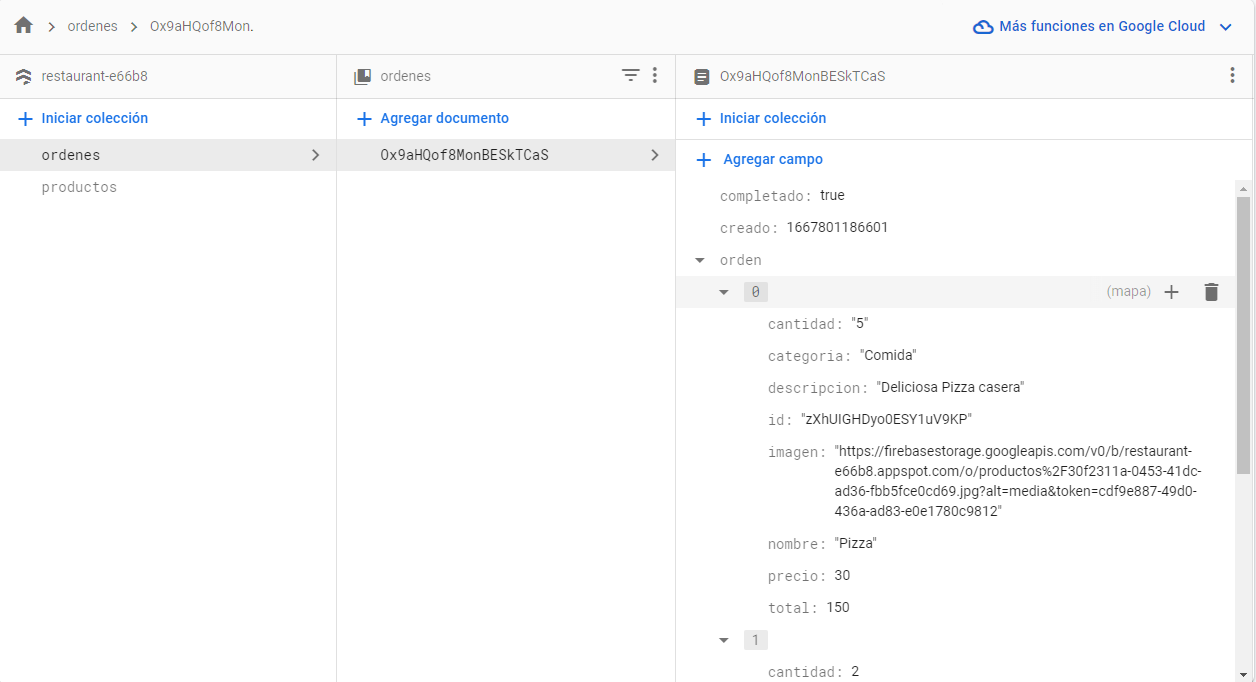 ordenes
Ox9aHQof8Mon.
Más funciones en Google Cloud
restaurant-e66b8
ordenes
Ox9aHQof8MonBESkTCaS
Iniciar colección
Agregar documento
Iniciar colección
ordenes
productos
Ox9aHQof8MonBESkTCaS
Agregar campo
completado: true
creado: 1667801186601
orden
0
(mapa)
cantidad: "5"
categoria: "Comida"
descripcion: "Deliciosa Pizza casera"
id: "zXhUIGHDyo0ESY1uV9KP"
imagen: "https://firebasestorage.googleapis.com/v0/b/restaurant-
e66b8.appspot.com/o/productos%2F30f2311a-0453-41dc-
ad36-fbb5fce0cd69.jpg?alt=media&token=cdf9e887-49d0-
436a-ad83-e0e1780c9812"
nombre: "Pizza"
precio: 30
total: 150
1
cantidad: 2